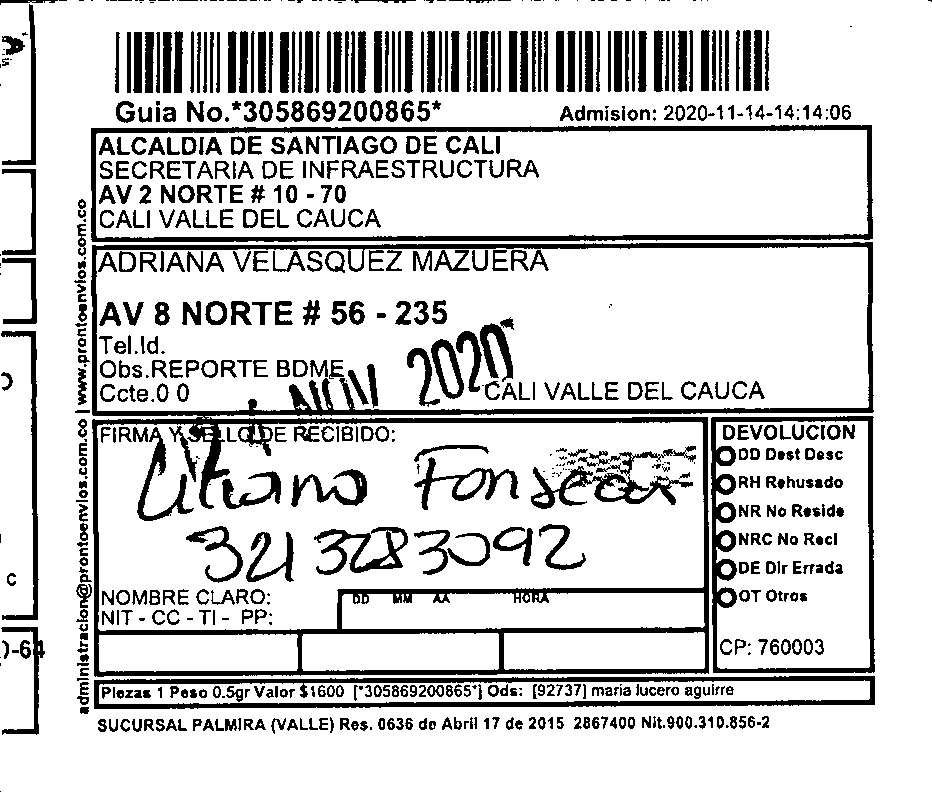 Guia No.*305869200865*
Admision: 2020-11-14-14:14:06
ALCALDIA DE SANTIAGO DE CALI
SECRETARIA DE INFRAESTRUCTURA
AV 2 NORTE # 10 - 70
CALI VALLE DEL CAUCA
ADRIANA VELASQUEZ MAZUERA
AV 8 NORTE # 56 - 235
Tel.Id.
Obs.REPORTE BDME
Ccte.0 0
NOV 2020
CALI VALLE DEL CAUCA
FIRMA Y SELLO DE RECIBIDO:
Liliana Fonseca
3213283092
NOMBRE CLARO:
NIT - CC - TI - PP:
DD MM AA HORA
DEVOLUCION
DD Dest Desc
RH Rehusado
NR No Reside
NRC No Recl
DE Dir Errada
OT Otros
CP: 760003
Piezas 1 Peso 0.5gr Valor $1600 [*305869200865*] Ods: [92737] maria lucero aguirre
SUCURSAL PALMIRA (VALLE) Res. 0636 de Abril 17 de 2015 2867400 Nit.900.310.856-2
administracion@prontoenvios.com.co | www.prontoenvios.com.co